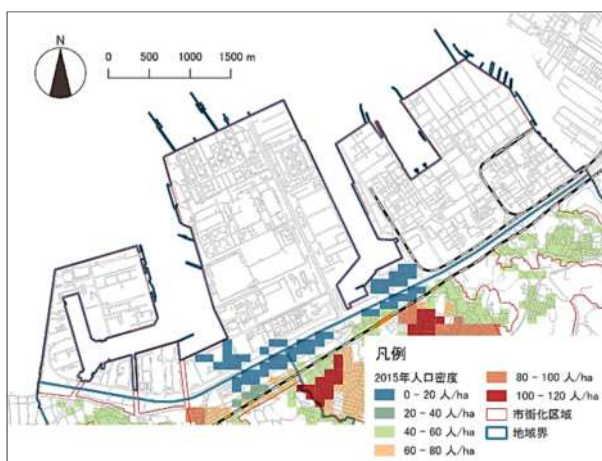 N
0 500 1000 1500 m
凡例
2015年人口密度
0 - 20 人/ha
20 - 40 人/ha
40 - 60 人/ha
60 - 80 人/ha
80 - 100 人/ha
100 - 120 人/ha
市街化区域
地域界